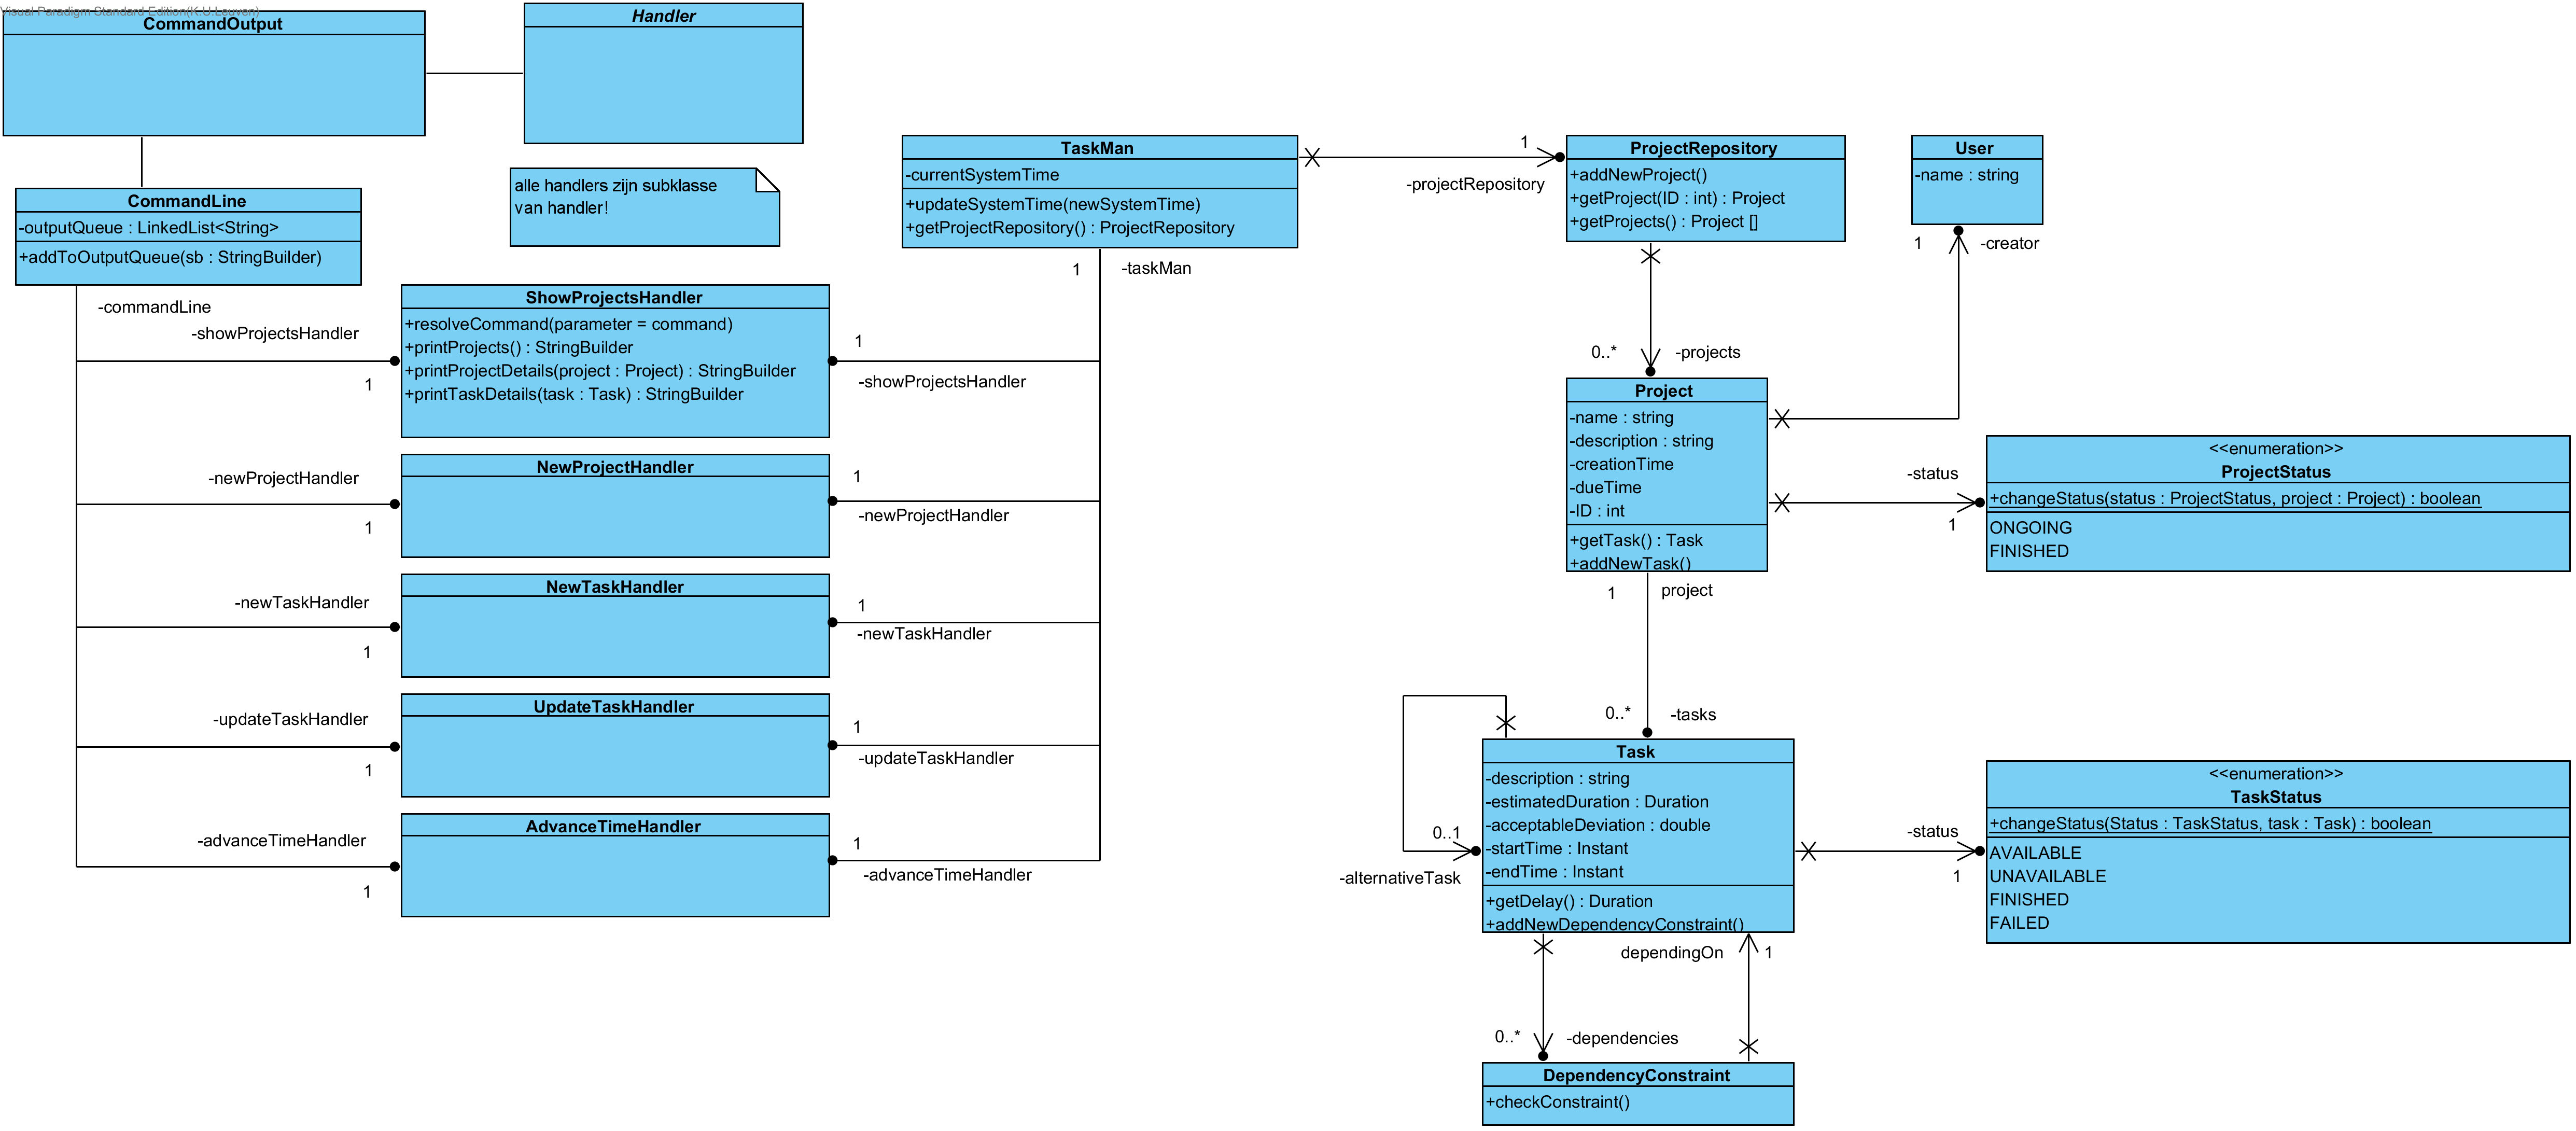 Visual Paradigm Standard Edition(K.U.Leuven)
CommandOutput
Handler
alle handlers zijn subklasse
van handler!
CommandLine
-outputQueue : LinkedList<String>
+addToOutputQueue(sb : StringBuilder)
-commandLine
-showProjectsHandler
1
-newProjectHandler
1
-newTaskHandler
1
-updateTaskHandler
1
-advanceTimeHandler
1
ShowProjectsHandler
+resolveCommand(parameter = command)
+printProjects() : StringBuilder
+printProjectDetails(project : Project) : StringBuilder
+printTaskDetails(task : Task) : StringBuilder
NewProjectHandler
NewTaskHandler
UpdateTaskHandler
AdvanceTimeHandler
1
-showProjectsHandler
1
-newProjectHandler
1
-newTaskHandler
1
-updateTaskHandler
1
-advanceTimeHandler
TaskMan
-currentSystemTime
+updateSystemTime(newSystemTime)
+getProjectRepository() : ProjectRepository
1
-taskMan
1
-projectRepository
ProjectRepository
+addNewProject()
+getProject(ID : int) : Project
+getProjects() : Project []
User
-name : string
1
-creator
0..*
-projects
Project
-name : string
-description : string
-creationTime
-dueTime
-ID : int
+getTask() : Task
+addNewTask()
-status
1
<<enumeration>>
ProjectStatus
+changeStatus(status : ProjectStatus, project : Project) : boolean
ONGOING
FINISHED
1
project
0..*
-tasks
0..1
-alternativeTask
Task
-description : string
-estimatedDuration : Duration
-acceptableDeviation : double
-startTime : Instant
-endTime : Instant
+getDelay() : Duration
+addNewDependencyConstraint()
-status
1
<<enumeration>>
TaskStatus
+changeStatus(Status : TaskStatus, task : Task) : boolean
AVAILABLE
UNAVAILABLE
FINISHED
FAILED
dependingOn
1
0..*
-dependencies
DependencyConstraint
+checkConstraint()